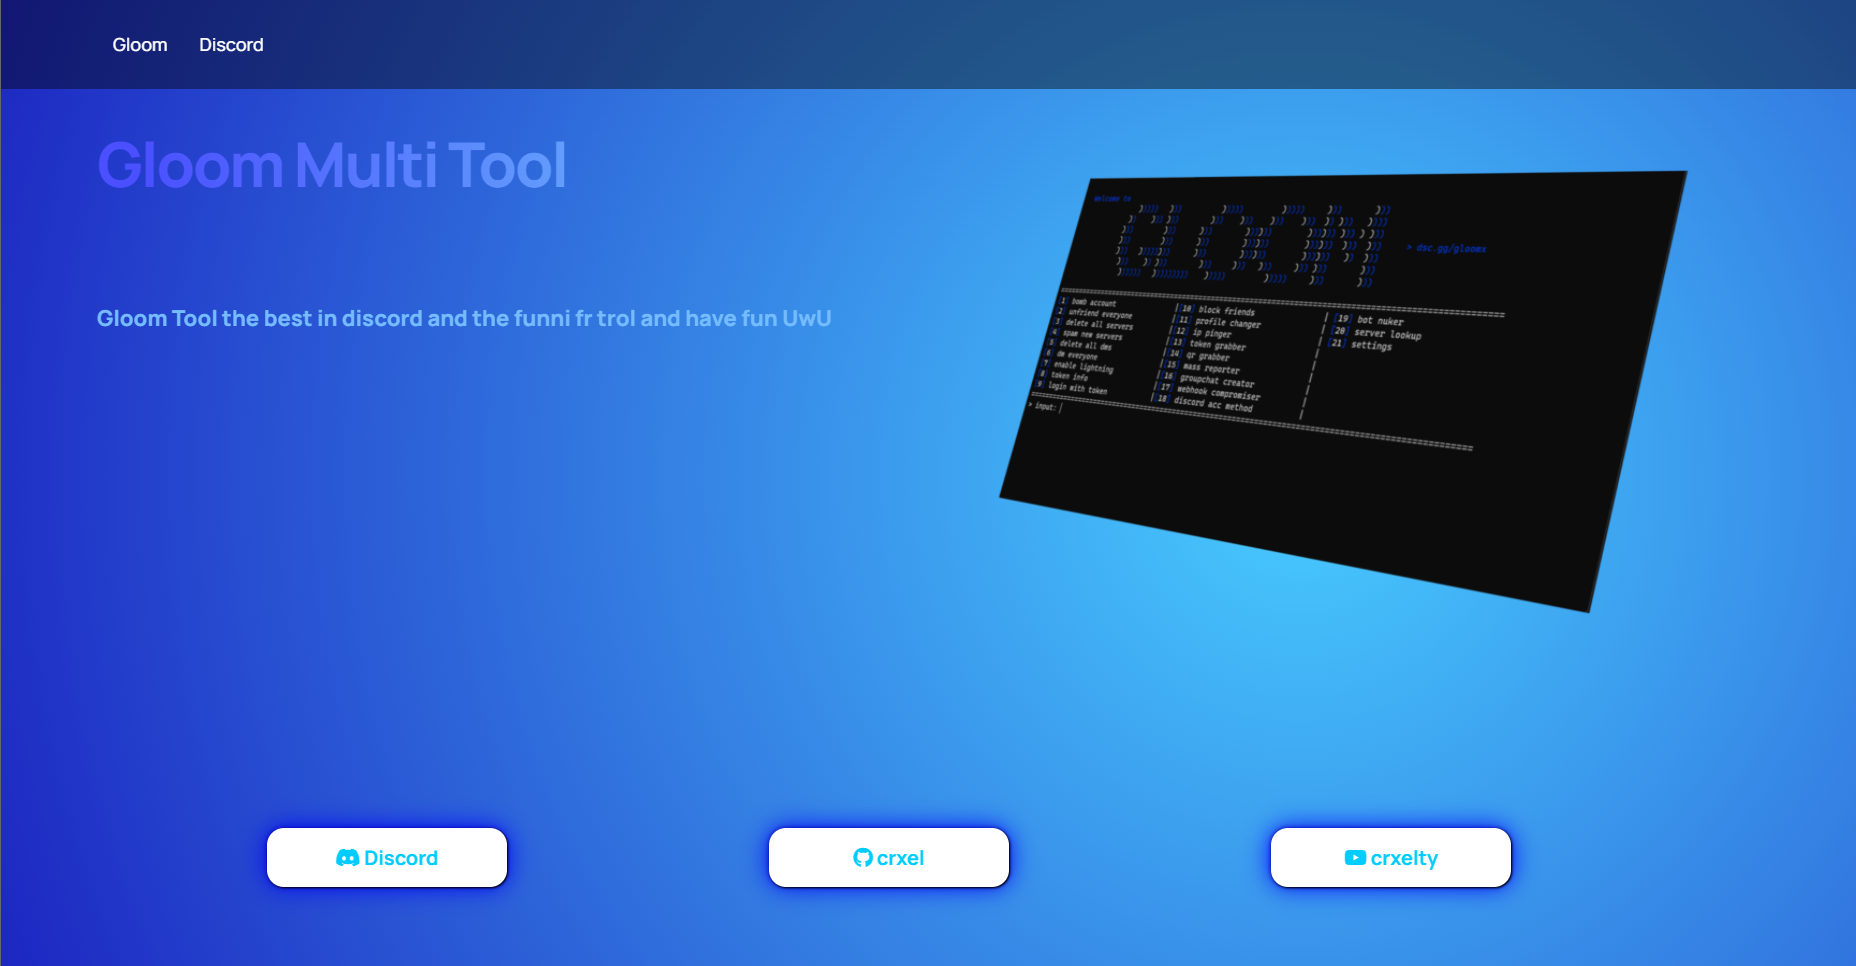 Gloom Discord
Gloom Multi Tool
Gloom Tool the best in discord and the funni fr trol and have fun UwU
Welcome to
> dsc.gg/gloomx
[1] bomb account | [10] block friends | [19] bot nuker
[2] unfriend everyone | [11] profile changer | [20] server lookup
[3] delete all servers | [12] ip pinger | [21] settings
[4] spam new servers | [13] token grabber |
[5] delete all dms | [14] qr grabber |
[6] dm everyone | [15] mass reporter |
[7] enable lightning | [16] groupchat creator |
[8] token info | [17] webhook compromiser |
[9] login with token | [18] discord acc method |
> input:
Discord
crxel
crxelty